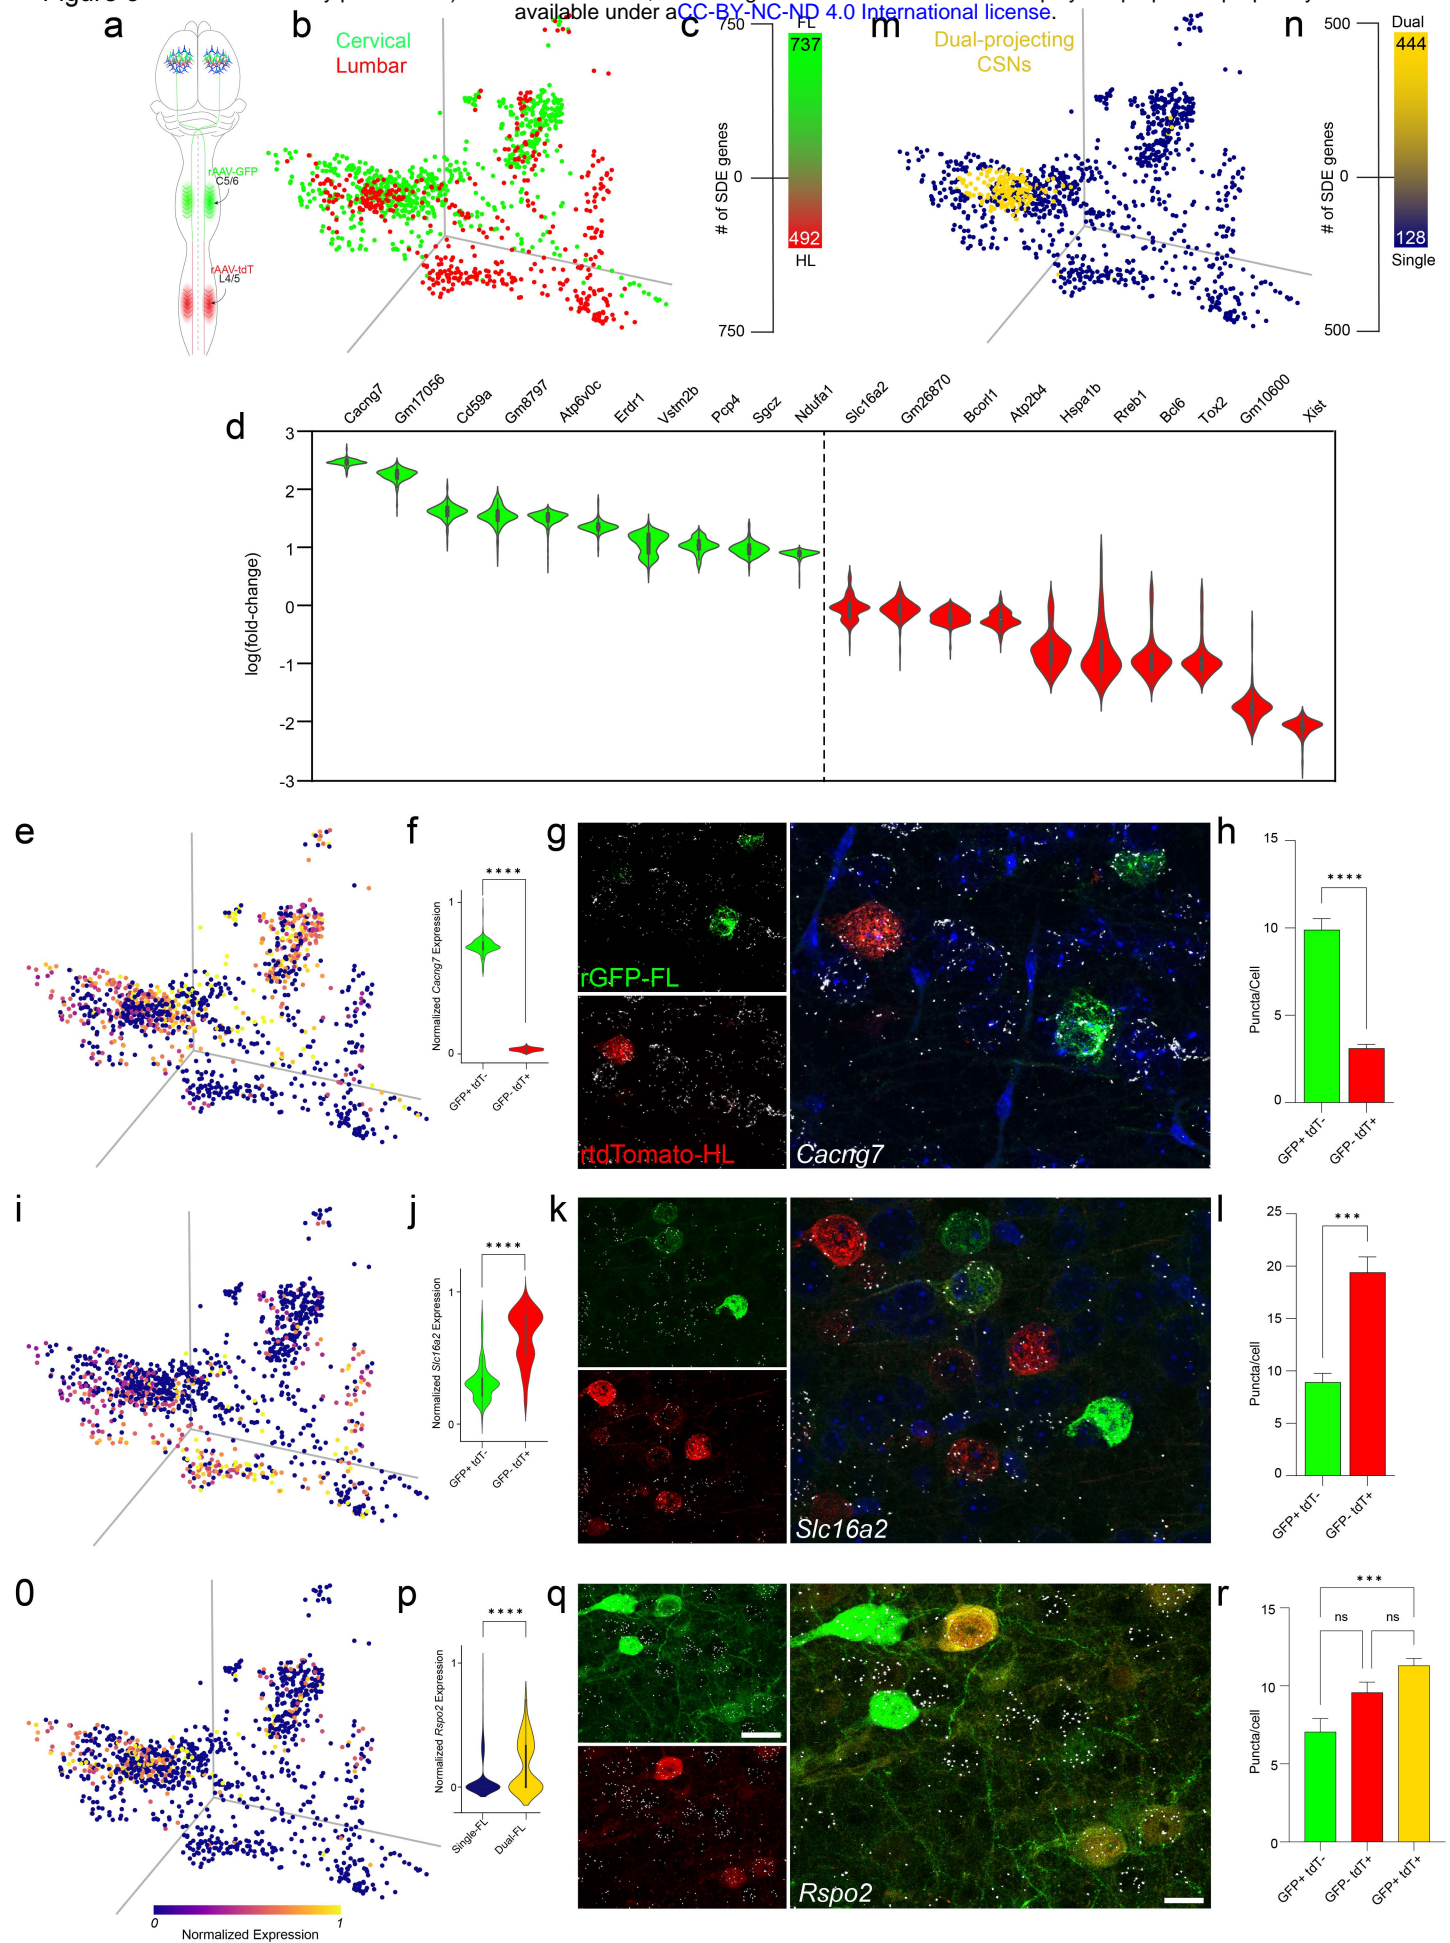 available under aCC-BY-NC-ND 4.0 International license.
a
rAAV-GFP
C5/6
rAAV-tdT
L4/5
b
Cervical
Lumbar
c
750
FL
737
# of SDE genes
0
492
HL
750
m
Dual-projecting
CSNs
n
500
Dual
444
# of SDE genes
0
128
Single
500
d
Cacng7
Gm17056
Cd59a
Gm8797
Atp6v0c
Erdr1
Vstm2b
Pcp4
Sgcz
Ndufa1
Slc16a2
Gm26870
Bcorl1
Atp2b4
Hspa1b
Rreb1
Bcl6
Tox2
Gm10600
Xist
log(fold-change)
3
2
1
0
-1
-2
-3
e
f
****
Normalized Cacng7 Expression
1
0
GFP+ tdT-
GFP- tdT+
g
rGFP-FL
rtdTomato-HL
Cacng7
h
****
Puncta/Cell
15
10
5
0
GFP+ tdT-
GFP- tdT+
i
j
****
Normalized Slc16a2 Expression
1
0
GFP+ tdT-
GFP- tdT+
k
Slc16a2
l
***
Puncta/cell
25
20
15
10
5
0
GFP+ tdT-
GFP- tdT+
0
0
1
Normalized Expression
p
****
Normalized Rspo2 Expression
1
0
Single-FL
Dual-FL
q
Rspo2
r
***
ns
ns
Puncta/cell
15
10
5
0
GFP+ tdT-
GFP- tdT+
GFP+ tdT+